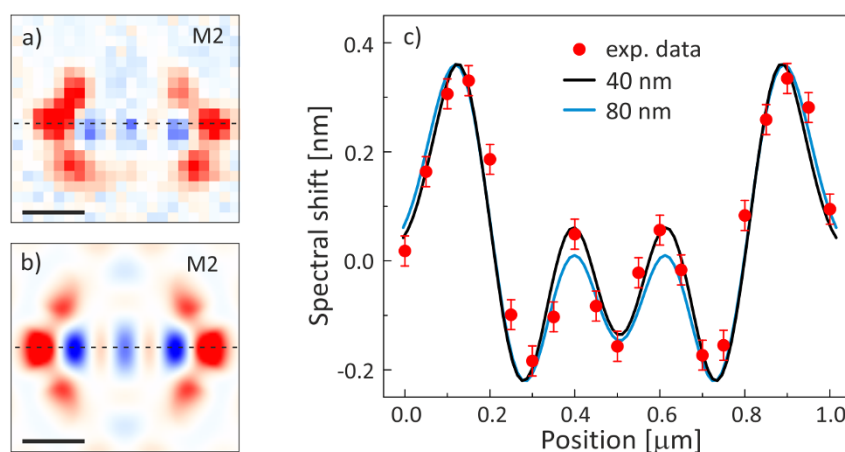 a) M2
b) M2
c)
exp. data
40 nm
80 nm
Spectral shift [nm]
0.4
0.2
0.0
-0.2
0.0 0.2 0.4 0.6 0.8 1.0
Position [μm]